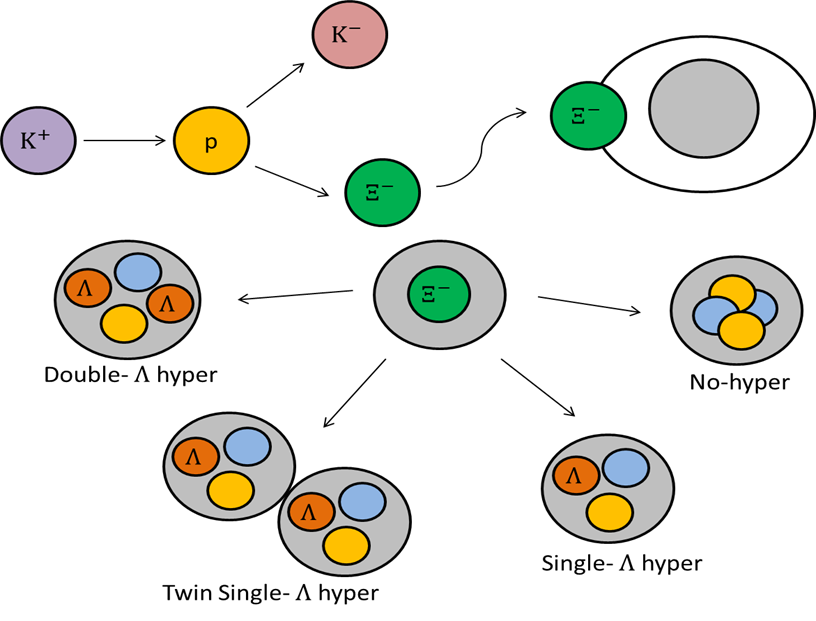 K⁻
K⁺
p
Ξ⁻
Ξ⁻
Ξ⁻
Λ
Λ
Double- Λ hyper
No-hyper
Λ
Λ
Λ
Single- Λ hyper
Twin Single- Λ hyper